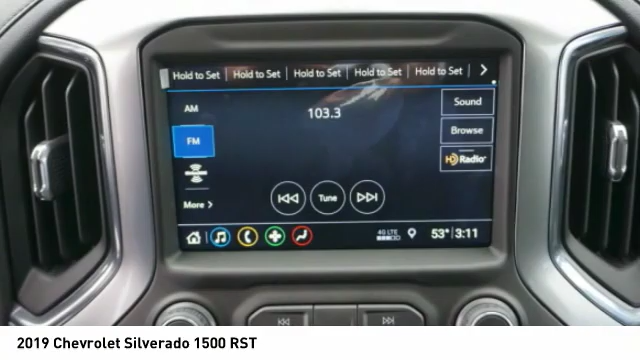 Hold to Set Hold to Set Hold to Set Hold to Set Hold to Set
AM
103.3
Sound
FM
Browse
HD Radio
More
Tune
4G LTE
53° 3:11
2019 Chevrolet Silverado 1500 RST